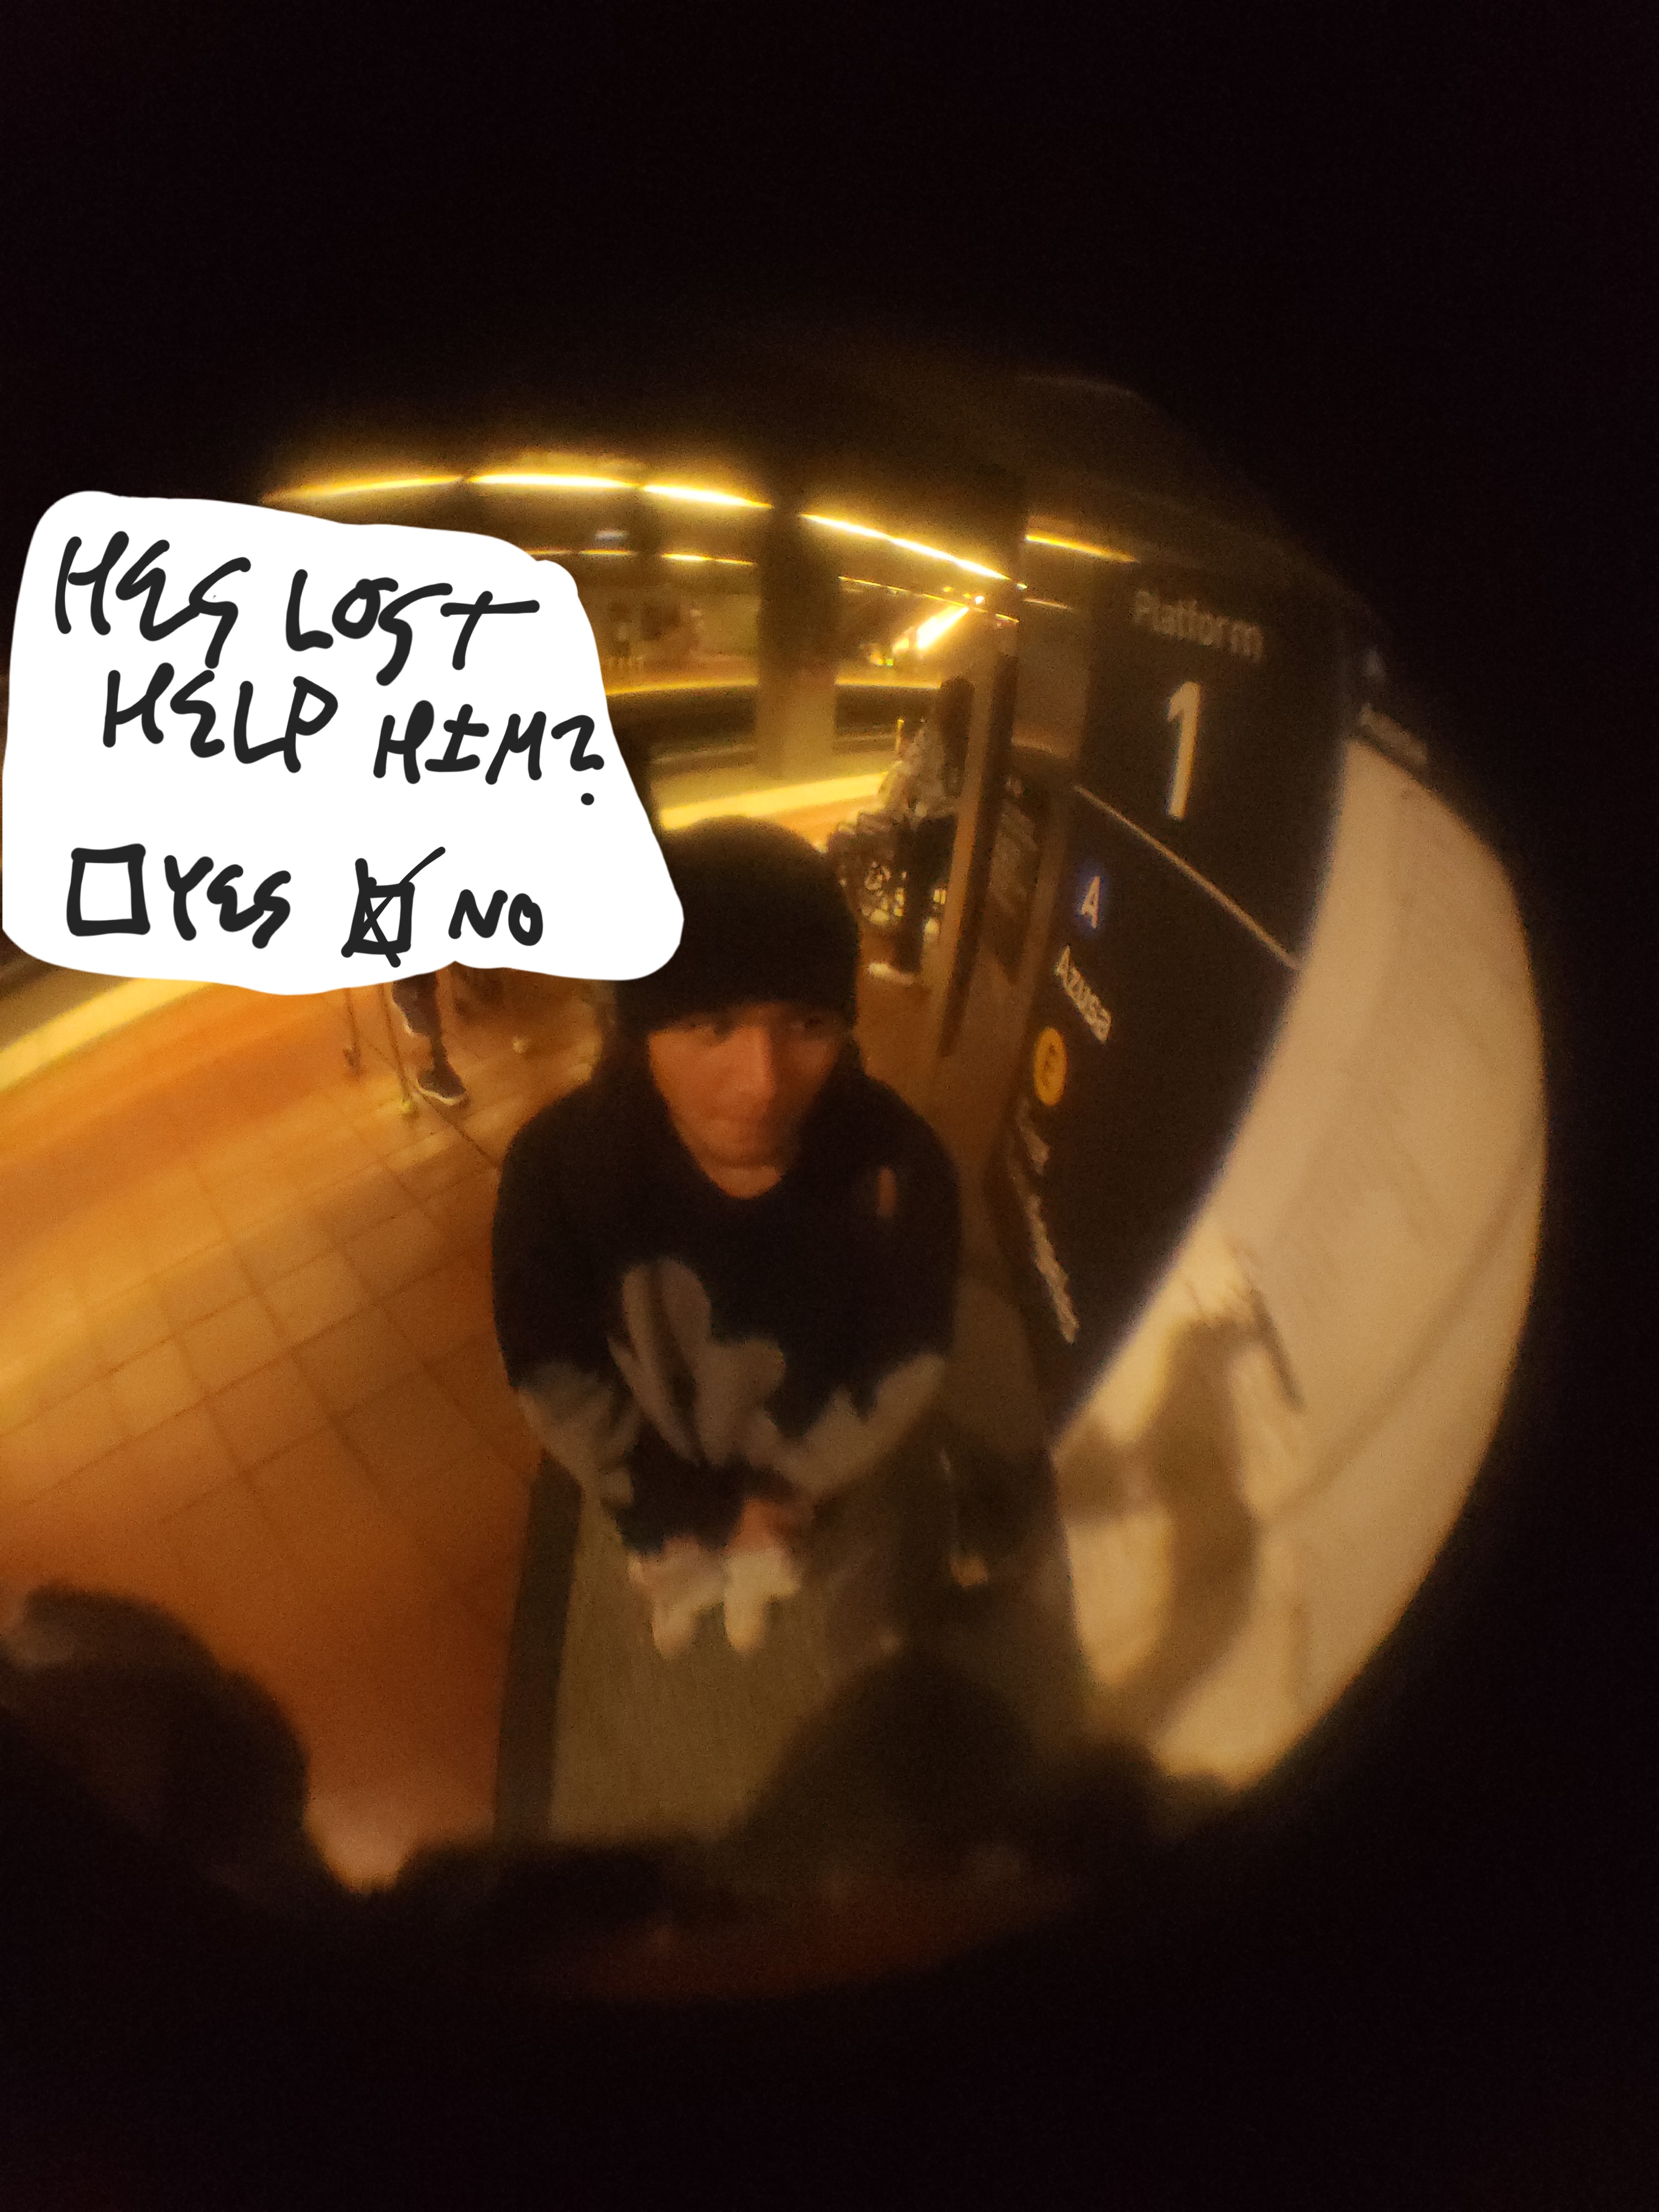 HES LOST
HELP HIM?
YES NO
Platform
1
A
Azusa
E